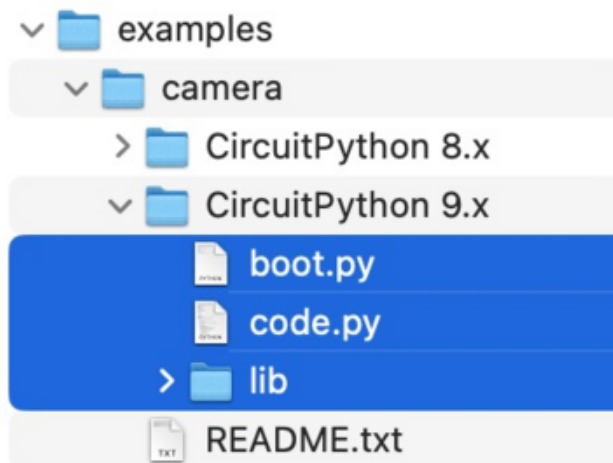 examples
camera
CircuitPython 8.x
CircuitPython 9.x
boot.py
code.py
lib
README.txt